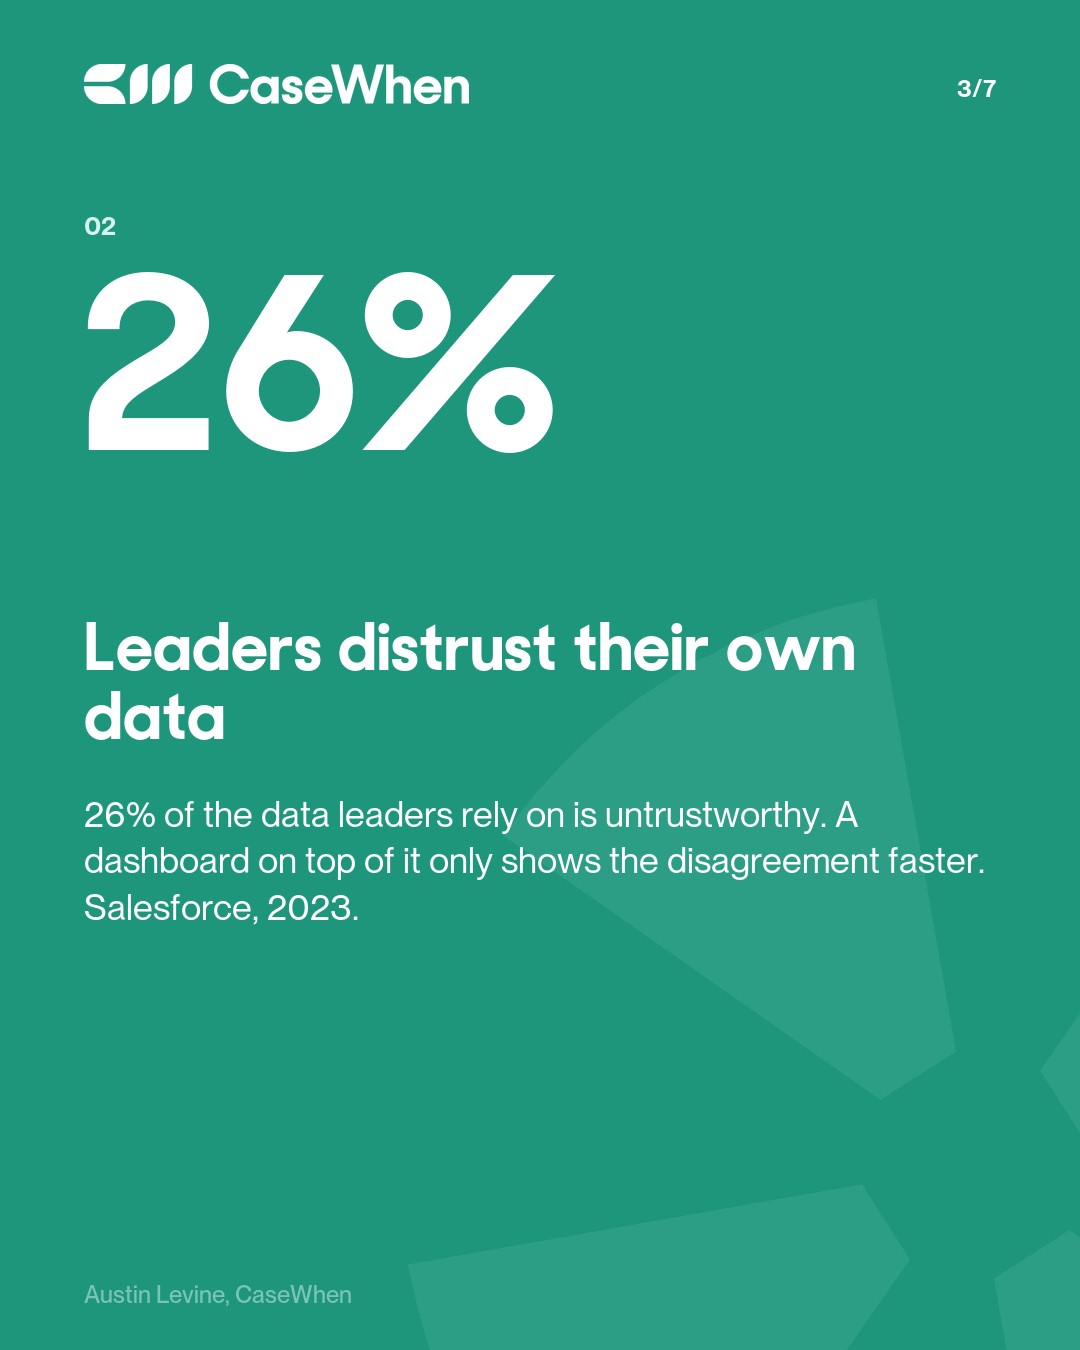 CaseWhen
3/7
02
26%
Leaders distrust their own
data
26% of the data leaders rely on is untrustworthy. A
dashboard on top of it only shows the disagreement faster.
Salesforce, 2023.
Austin Levine, CaseWhen